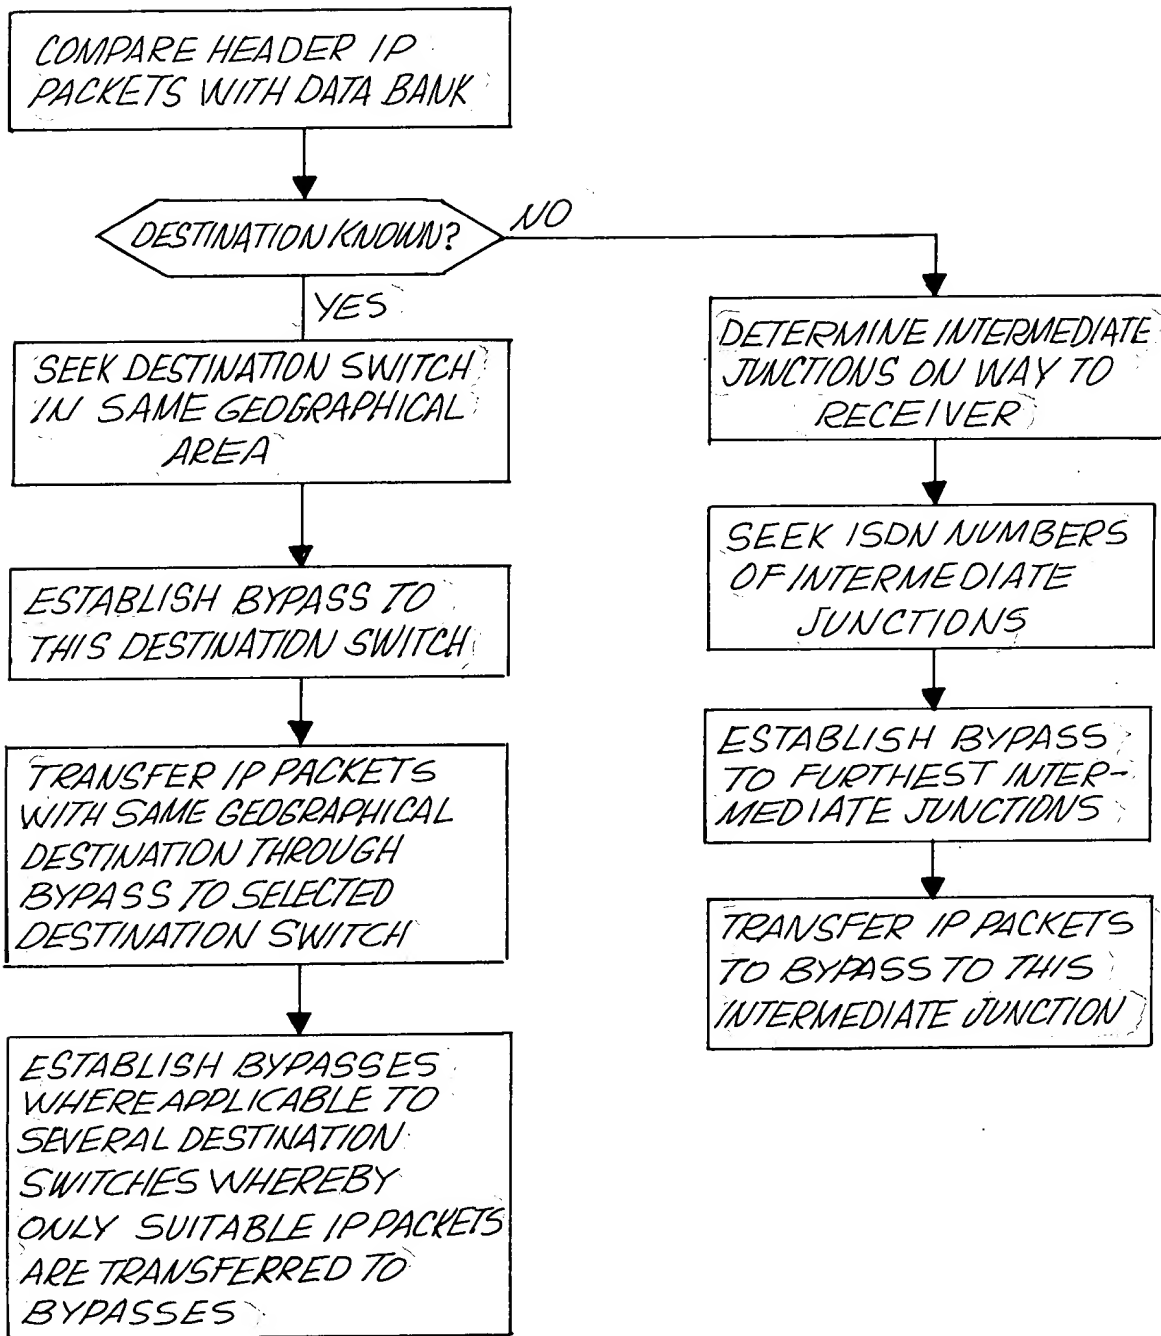 COMPARE HEADER IP
PACKETS WITH DATA BANK
DESTINATION KNOWN?
NO
YES
SEEK DESTINATION SWITCH
IN SAME GEOGRAPHICAL
AREA
ESTABLISH BYPASS TO
THIS DESTINATION SWITCH
TRANSFER IP PACKETS
WITH SAME GEOGRAPHICAL
DESTINATION THROUGH
BYPASS TO SELECTED
DESTINATION SWITCH
ESTABLISH BYPASSES
WHERE APPLICABLE TO
SEVERAL DESTINATION
SWITCHES WHEREBY
ONLY SUITABLE IP PACKETS
ARE TRANSFERRED TO
BYPASSES
DETERMINE INTERMEDIATE
JUNCTIONS ON WAY TO
RECEIVER
SEEK ISDN NUMBERS
OF INTERMEDIATE
JUNCTIONS
ESTABLISH BYPASS
TO FURTHEST INTER-
MEDIATE JUNCTIONS
TRANSFER IP PACKETS
TO BYPASS TO THIS
INTERMEDIATE JUNCTION